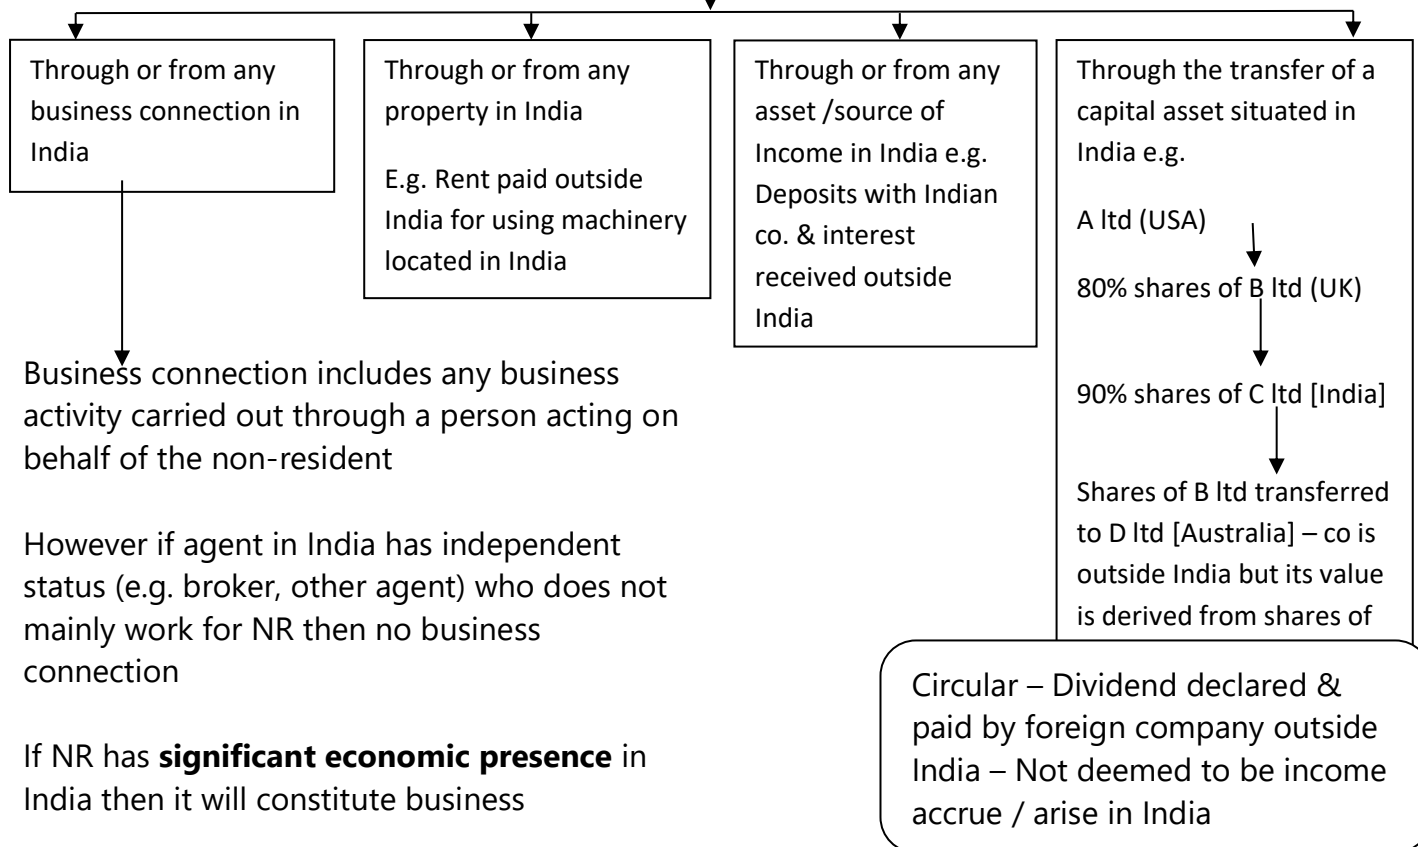 Through or from any
business connection in
India
Through or from any
property in India
E.g. Rent paid outside
India for using machinery
located in India
Through or from any
asset /source of
Income in India e.g.
Deposits with Indian
co. & interest
received outside
India
Through the transfer of a
capital asset situated in
India e.g.
A ltd (USA)
80% shares of B ltd (UK)
90% shares of C ltd [India]
Shares of B ltd transferred
to D ltd [Australia] – co is
outside India but its value
is derived from shares of
Business connection includes any business
activity carried out through a person acting on
behalf of the non-resident
However if agent in India has independent
status (e.g. broker, other agent) who does not
mainly work for NR then no business
connection
If NR has significant economic presence in
India then it will constitute business
Circular – Dividend declared &
paid by foreign company outside
India – Not deemed to be income
accrue / arise in India